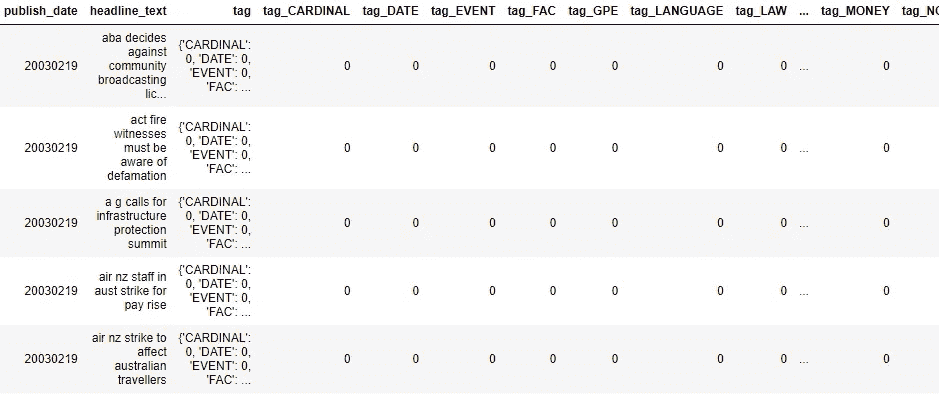 publish_date headline_text tag tag_CARDINAL tag_DATE tag_EVENT tag_FAC tag_GPE tag_LANGUAGE tag_LAW ... tag_MONEY tag_NO
aba decides
against
community
broadcasting
lic...
20030219
{'CARDINAL':
0, 'DATE': 0,
'EVENT': 0,
'FAC': ...
0 0 0 0 0 0 0 ... 0
act fire
witnesses
must be
aware of
defamation
20030219
{'CARDINAL':
0, 'DATE': 0,
'EVENT': 0,
'FAC': ...
0 0 0 0 0 0 0 ... 0
a g calls for
infrastructure
protection
summit
20030219
{'CARDINAL':
0, 'DATE': 0,
'EVENT': 0,
'FAC': ...
0 0 0 0 0 0 0 ... 0
air nz staff in
aust strike for
pay rise
20030219
{'CARDINAL':
0, 'DATE': 0,
'EVENT': 0,
'FAC': ...
0 0 0 0 0 0 0 ... 0
air nz strike to
affect
australian
travellers
20030219
{'CARDINAL':
0, 'DATE': 0,
'EVENT': 0,
'FAC': ...
0 0 0 0 0 0 0 ... 0